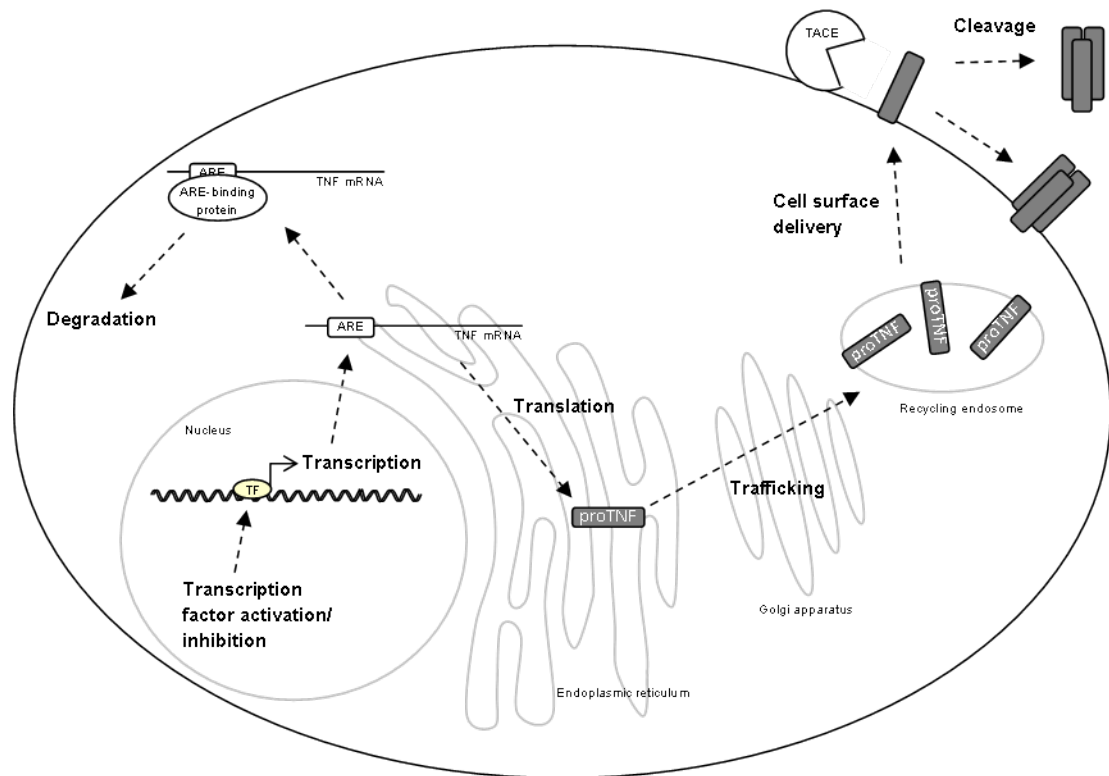 TACE
Cleavage
ARE
TNF mRNA
ARE-binding
protein
Cell surface
delivery
Degradation
ARE
TNF mRNA
proTNF
proTNF
proTNF
Recycling endosome
Translation
Nucleus
Transcription
TF
Trafficking
proTNF
Transcription
factor activation/
inhibition
Golgi apparatus
Endoplasmic reticulum